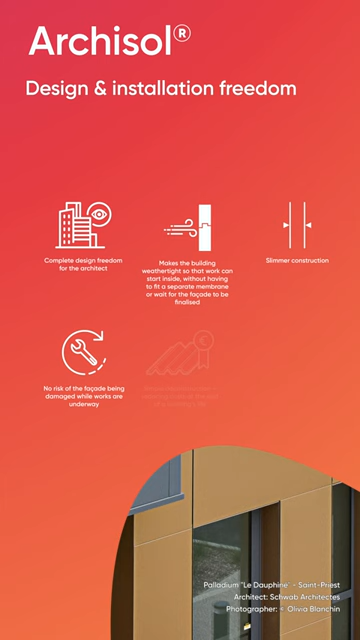 Archisol®
Design & installation freedom
Complete design freedom
for the architect
Makes the building
weathertight so that work can
start inside, without having
to fit a separate membrane
or wait for the façade to be
finalised
Slimmer construction
No risk of the façade being
damaged while works are
underway
Palladium "Le Dauphine" - Saint-Priest
Architect: Schwab Architectes
Photographer: © Olivia Blanchin